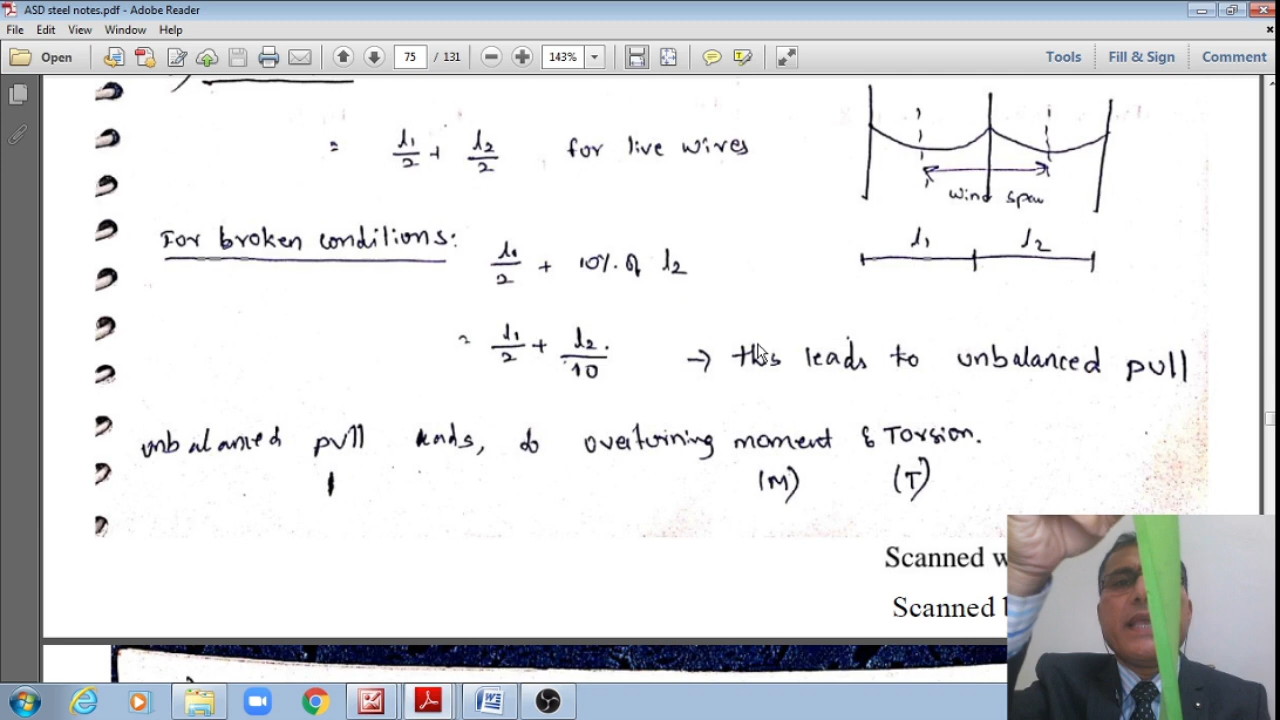 ASD steel notes.pdf - Adobe Reader
File Edit View Window Help
Open 75 / 131 143% Tools Fill & Sign Comment
= l1/2 + l2/2 for live wires
wind span
l1 l2
For broken conditions: l1/2 + 10% of l2
= l1/2 + l2/10 → this leads to unbalanced pull
unbalanced pull leads, to overturning moment & Torsion.
(M) (T)
Scanned
Scanned